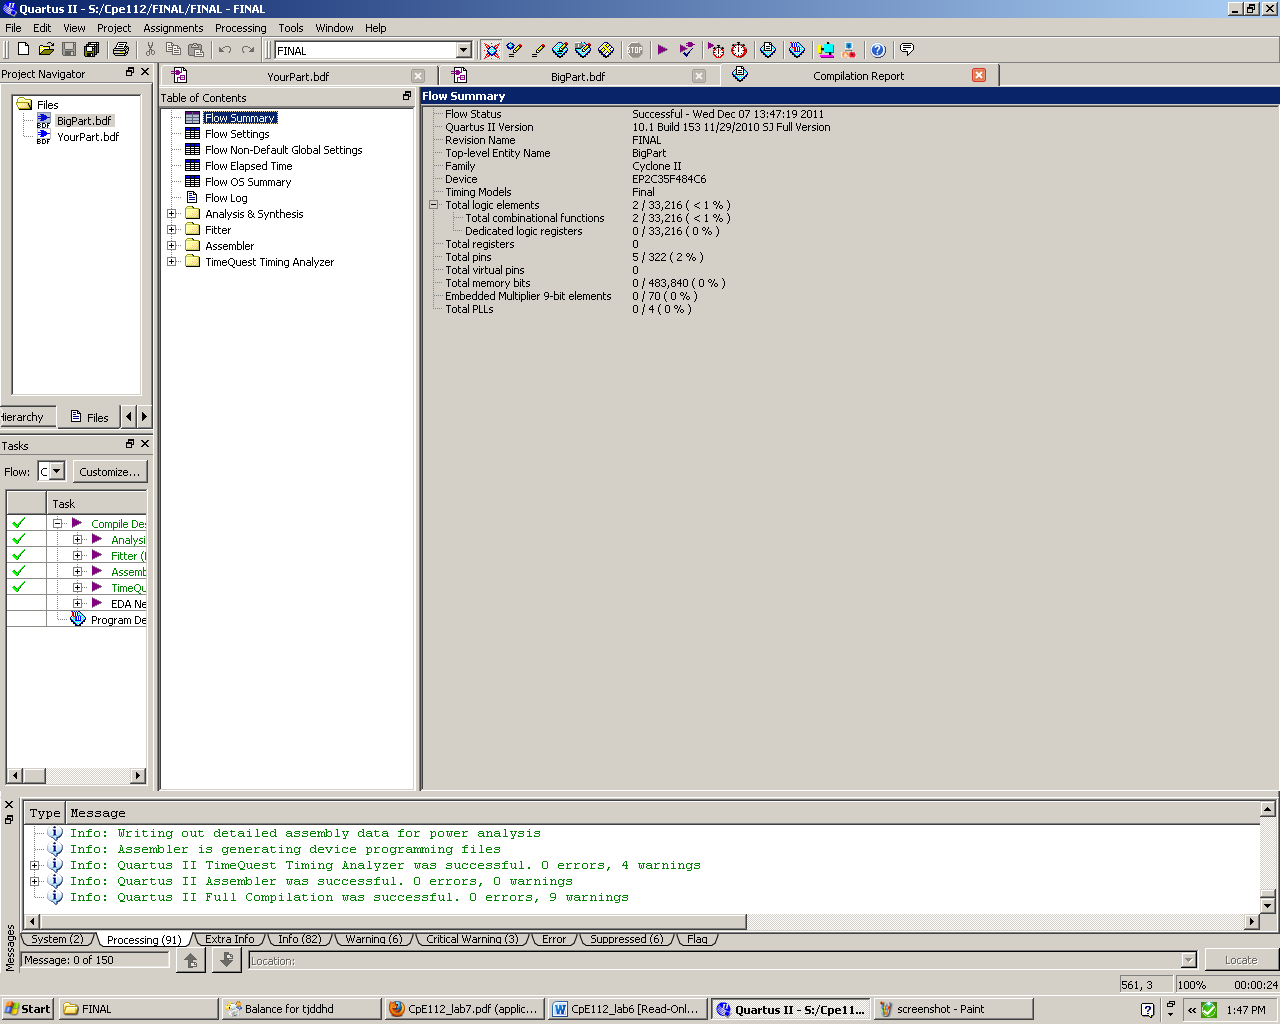 Quartus II - S:/Cpe112/FINAL/FINAL - FINAL
File Edit View Project Assignments Processing Tools Window Help
FINAL
STOP
Project Navigator
Files
BigPart.bdf
YourPart.bdf
Hierarchy Files
Tasks
Flow: C Customize...
Task
Compile Des
Analysi
Fitter (
Assemb
TimeQu
EDA Ne
Program De
YourPart.bdf
BigPart.bdf
Compilation Report
Table of Contents
Flow Summary
Flow Settings
Flow Non-Default Global Settings
Flow Elapsed Time
Flow OS Summary
Flow Log
Analysis & Synthesis
Fitter
Assembler
TimeQuest Timing Analyzer
Flow Summary
Flow Status Successful - Wed Dec 07 13:47:19 2011
Quartus II Version 10.1 Build 153 11/29/2010 SJ Full Version
Revision Name FINAL
Top-level Entity Name BigPart
Family Cyclone II
Device EP2C35F484C6
Timing Models Final
Total logic elements 2 / 33,216 ( < 1 % )
Total combinational functions 2 / 33,216 ( < 1 % )
Dedicated logic registers 0 / 33,216 ( 0 % )
Total registers 0
Total pins 5 / 322 ( 2 % )
Total virtual pins 0
Total memory bits 0 / 483,840 ( 0 % )
Embedded Multiplier 9-bit elements 0 / 70 ( 0 % )
Total PLLs 0 / 4 ( 0 % )
Type Message
Info: Writing out detailed assembly data for power analysis
Info: Assembler is generating device programming files
Info: Quartus II TimeQuest Timing Analyzer was successful. 0 errors, 4 warnings
Info: Quartus II Assembler was successful. 0 errors, 0 warnings
Info: Quartus II Full Compilation was successful. 0 errors, 9 warnings
System (2) Processing (91) Extra Info Info (82) Warning (6) Critical Warning (3) Error Suppressed (6) Flag
Messages
Message: 0 of 150 Location: Locate
561, 3 100% 00:00:24
Start FINAL Balance for tjddhd CpE112_lab7.pdf (applic... CpE112_lab6 [Read-Onl... Quartus II - S:/Cpe11... screenshot - Paint 1:47 PM